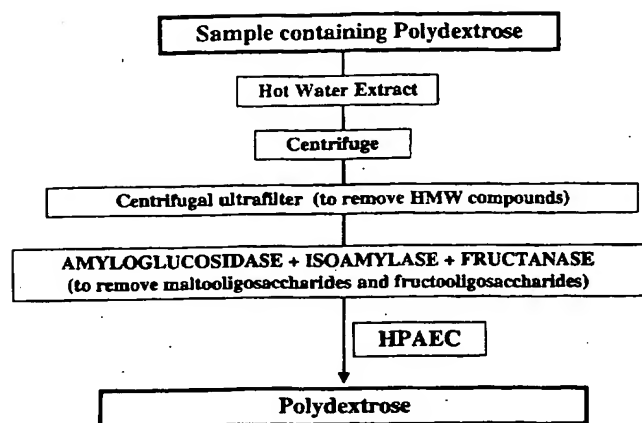 Sample containing Polydextrose
Hot Water Extract
Centrifuge
Centrifugal ultrafilter (to remove HMW compounds)
AMYLOGLUCOSIDASE + ISOAMYLASE + FRUCTANASE
(to remove maltooligosaccharides and fructooligosaccharides)
HPAEC
Polydextrose